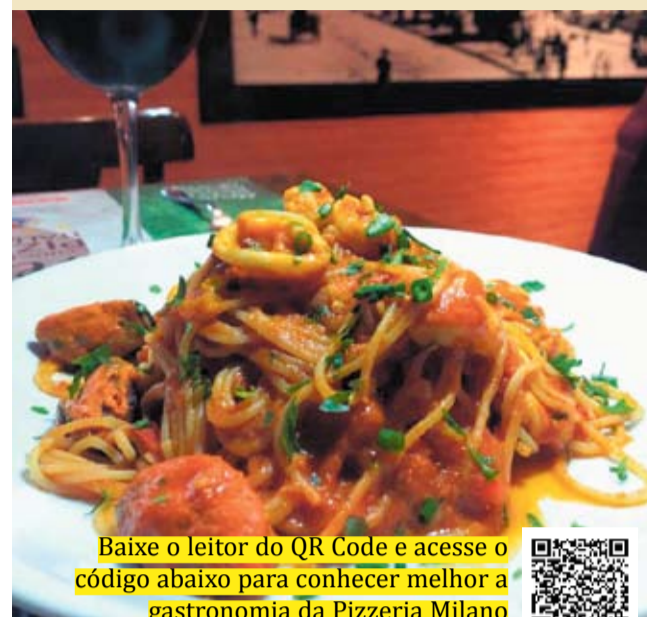 Baixe o leitor do QR Code e acesse o
código abaixo para conhecer melhor a
gastronomia da Pizzeria Milano